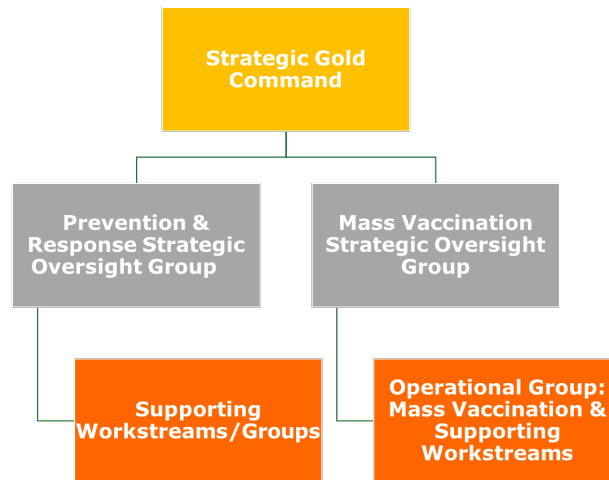 Strategic Gold
Command
Prevention &
Response Strategic
Oversight Group
Mass Vaccination
Strategic Oversight
Group
Supporting
Workstreams/Groups
Operational Group:
Mass Vaccination &
Supporting
Workstreams